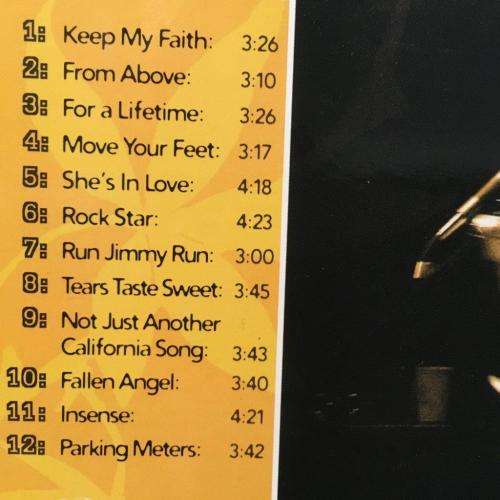 1: Keep My Faith: 3:26
2: From Above: 3:10
3: For a Lifetime: 3:26
4: Move Your Feet: 3:17
5: She's In Love: 4:18
6: Rock Star: 4:23
7: Run Jimmy Run: 3:00
8: Tears Taste Sweet: 3:45
9: Not Just Another
California Song: 3:43
10: Fallen Angel: 3:40
11: Insense: 4:21
12: Parking Meters: 3:42